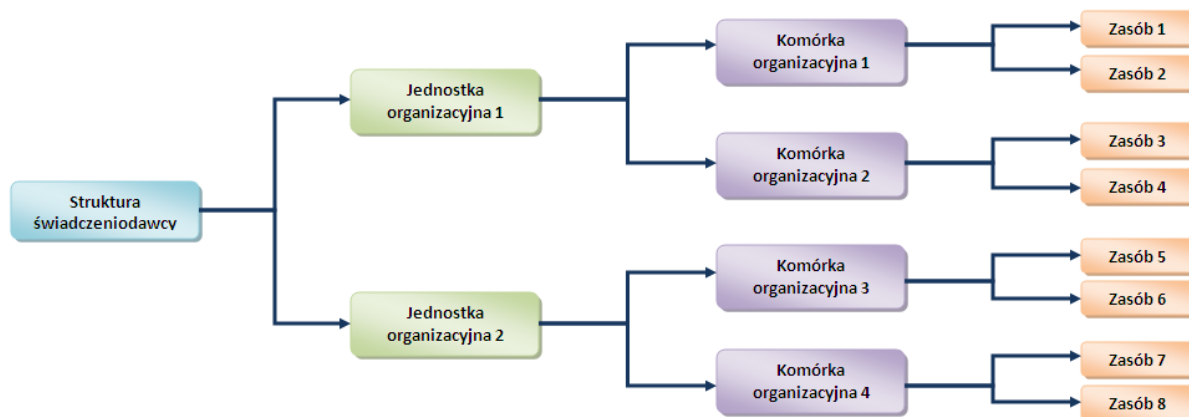 Struktura
świadczeniodawcy
Jednostka
organizacyjna 1
Komórka
organizacyjna 1
Zasób 1
Zasób 2
Komórka
organizacyjna 2
Zasób 3
Zasób 4
Jednostka
organizacyjna 2
Komórka
organizacyjna 3
Zasób 5
Zasób 6
Komórka
organizacyjna 4
Zasób 7
Zasób 8